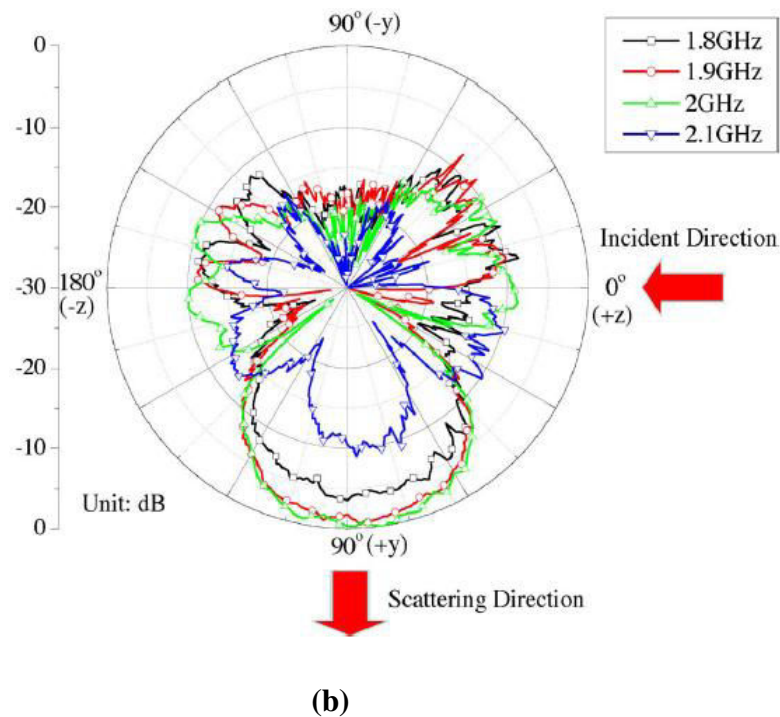 90° (-y)
0
-10
-20
-30
-20
-10
0
180°
(-z)
0°
(+z)
90° (+y)
Unit: dB
1.8GHz
1.9GHz
2GHz
2.1GHz
Incident Direction
Scattering Direction
(b)